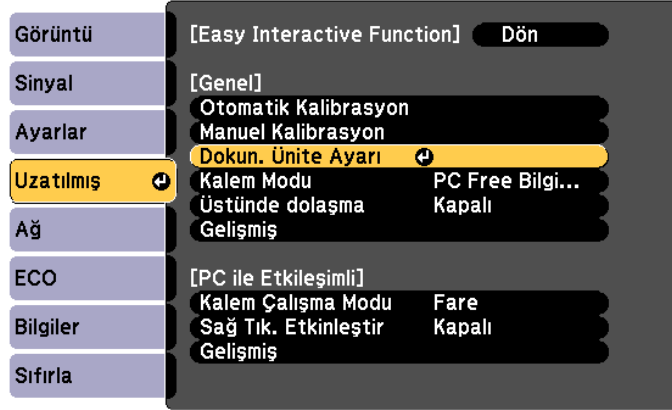 Görüntü
Sinyal
Ayarlar
Uzatılmış
Ağ
ECO
Bilgiler
Sıfırla
[Easy Interactive Function] Dön
[Genel]
Otomatik Kalibrasyon
Manuel Kalibrasyon
Dokun. Ünite Ayarı
Kalem Modu PC Free Bilgi...
Üstünde dolaşma Kapalı
Gelişmiş
[PC ile Etkileşimli]
Kalem Çalışma Modu Fare
Sağ Tık. Etkinleştir Kapalı
Gelişmiş